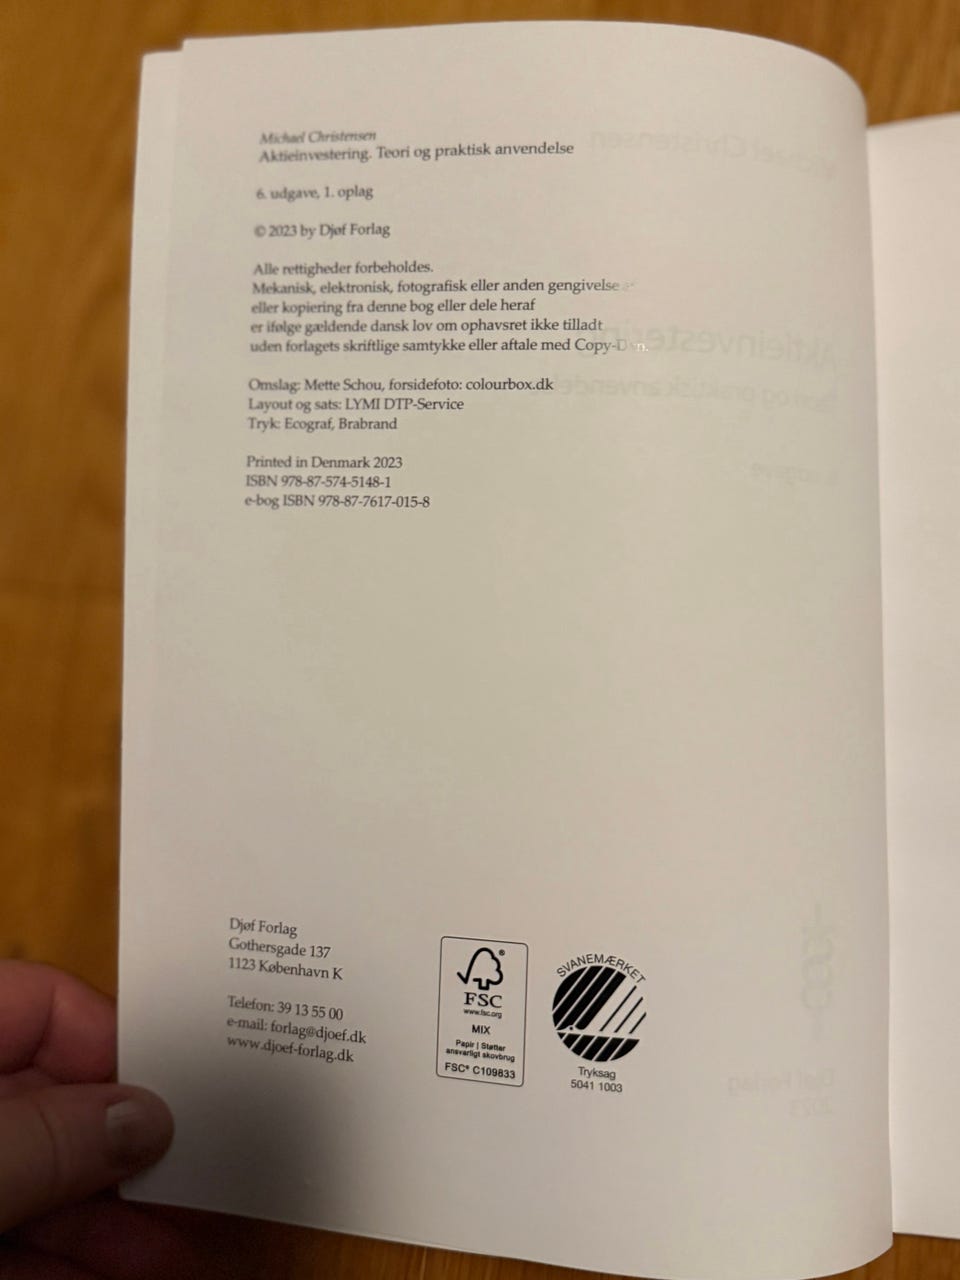 Michael Christensen
Aktieinvestering. Teori og praktisk anvendelse
6. udgave, 1. oplag
© 2023 by Djøf Forlag
Alle rettigheder forbeholdes.
Mekanisk, elektronisk, fotografisk eller anden gengivelse
eller kopiering fra denne bog eller dele heraf
er ifølge gældende dansk lov om ophavsret ikke tilladt
uden forlagets skriftlige samtykke eller aftale med Copy-Dan.
Omslag: Mette Schou, forsidefoto: colourbox.dk
Layout og sats: LYMI DTP-Service
Tryk: Ecograf, Brabrand
Printed in Denmark 2023
ISBN 978-87-574-5148-1
e-bog ISBN 978-87-7617-015-8
Djøf Forlag
Gothersgade 137
1123 København K
Telefon: 39 13 55 00
e-mail: forlag@djoef.dk
www.djoef-forlag.dk
®
FSC
www.fsc.org
MIX
Papir | Støtter
ansvarligt skovbrug
FSC® C109833
SVANEMÆRKET
Tryksag
5041 1003